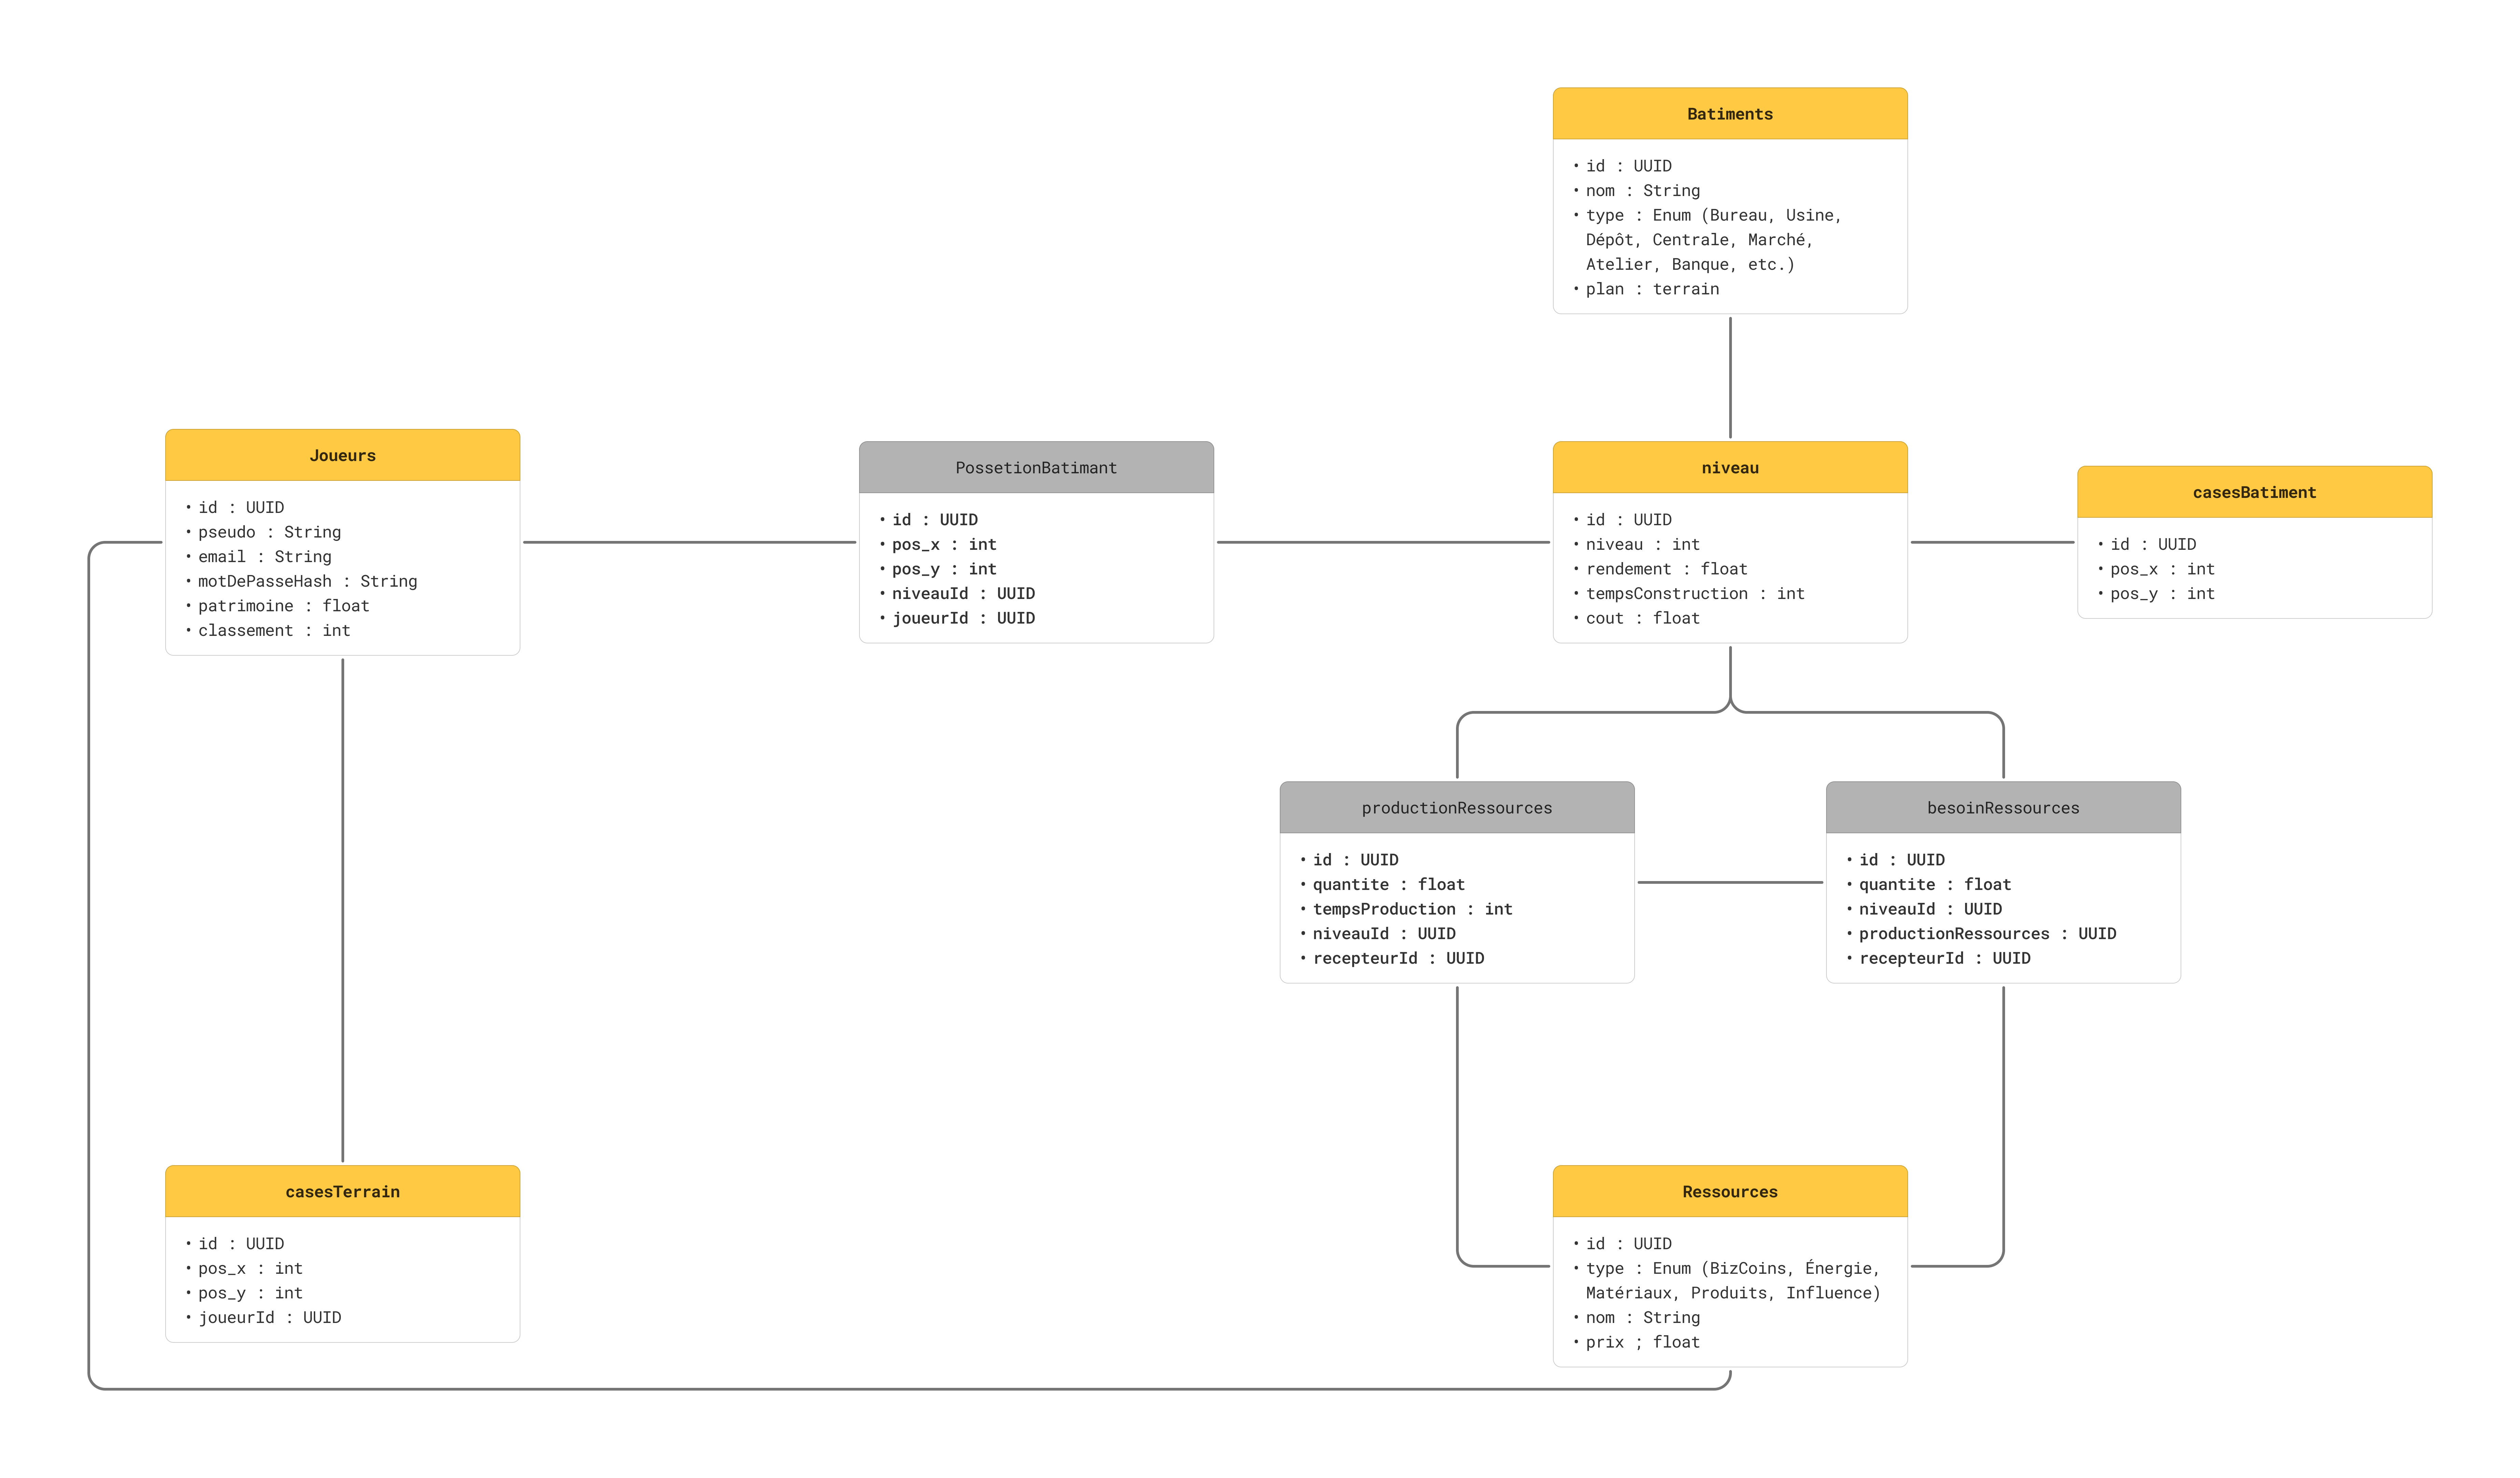 Batiments
• id : UUID
• nom : String
• type : Enum (Bureau, Usine,
Dépôt, Centrale, Marché,
Atelier, Banque, etc.)
• plan : terrain
Joueurs
• id : UUID
• pseudo : String
• email : String
• motDePasseHash : String
• patrimoine : float
• classement : int
PossetionBatimant
• id : UUID
• pos_x : int
• pos_y : int
• niveauId : UUID
• joueurId : UUID
niveau
• id : UUID
• niveau : int
• rendement : float
• tempsConstruction : int
• cout : float
casesBatiment
• id : UUID
• pos_x : int
• pos_y : int
productionRessources
• id : UUID
• quantite : float
• tempsProduction : int
• niveauId : UUID
• recepteurId : UUID
besoinRessources
• id : UUID
• quantite : float
• niveauId : UUID
• productionRessources : UUID
• recepteurId : UUID
casesTerrain
• id : UUID
• pos_x : int
• pos_y : int
• joueurId : UUID
Ressources
• id : UUID
• type : Enum (BizCoins, Énergie,
Matériaux, Produits, Influence)
• nom : String
• prix ; float